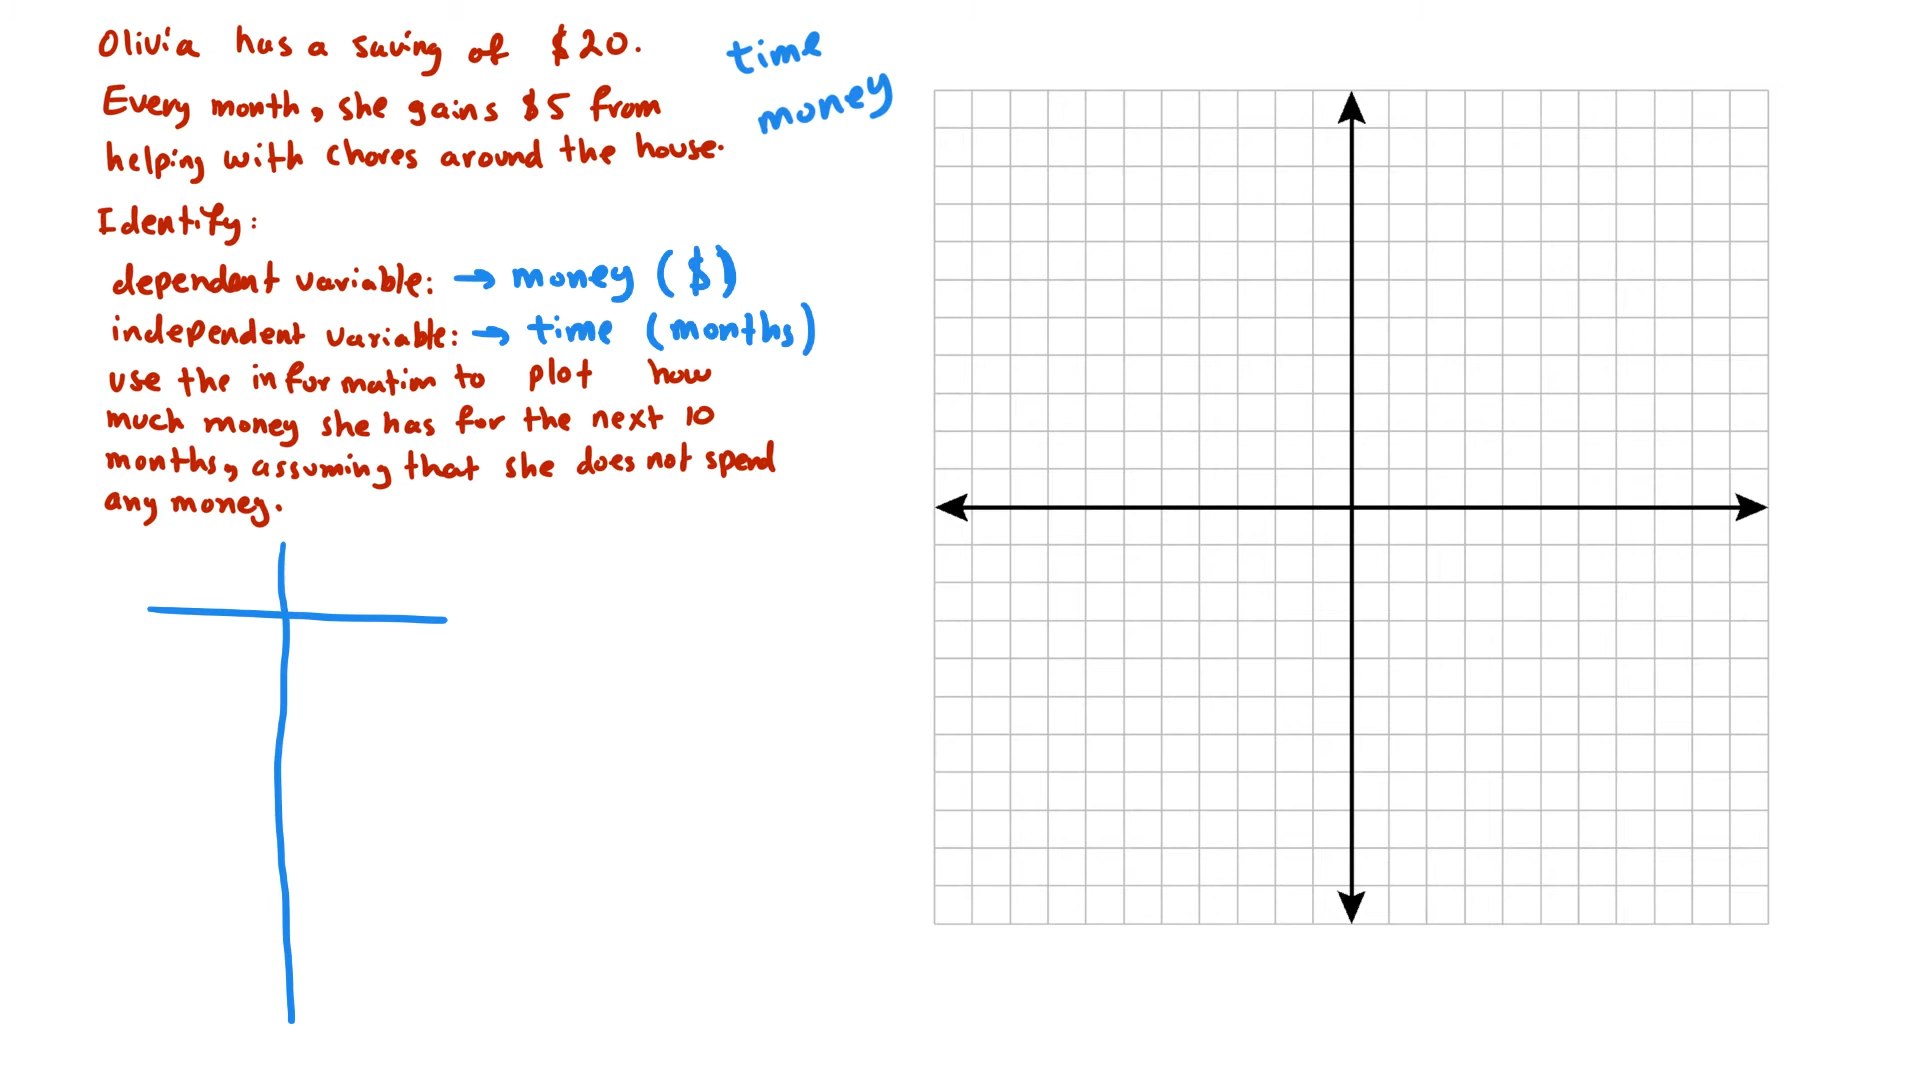 Olivia has a saving of $20.
Every month, she gains $5 from
helping with chores around the house.
time
money
Identify:
dependent variable: → money ($)
independent variable: → time (months)
use the information to plot how
much money she has for the next 10
months, assuming that she does not spend
any money.